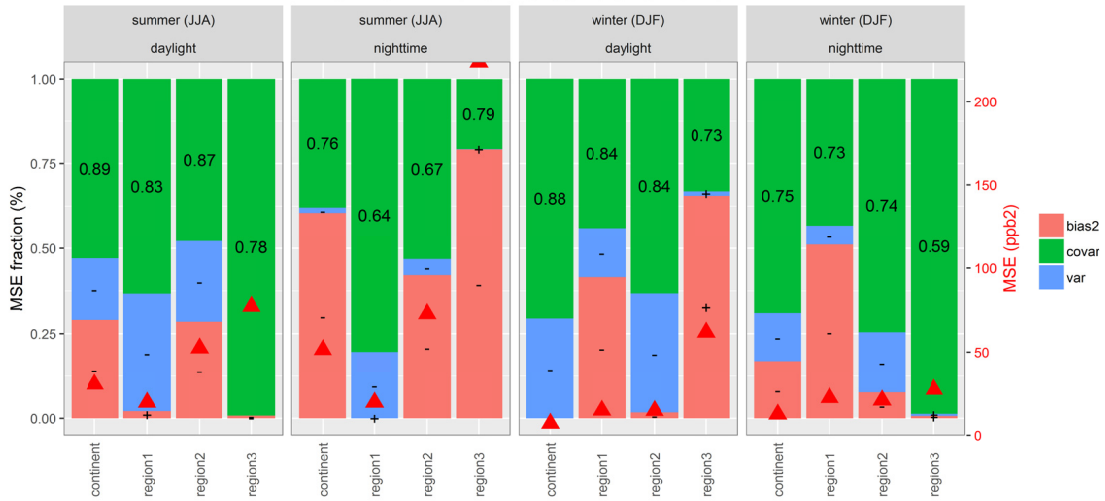 summer (JJA)
daylight
summer (JJA)
nighttime
winter (DJF)
daylight
winter (DJF)
nighttime
MSE fraction (%)
1.00
0.75
0.50
0.25
0.00
0.89
0.83
0.87
0.78
0.76
0.64
0.67
0.79
0.88
0.84
0.84
0.73
0.75
0.73
0.74
0.59
200
150
100
50
0
MSE (ppb2)
bias2
covar
var
continent
region1
region2
region3
continent
region1
region2
region3
continent
region1
region2
region3
continent
region1
region2
region3